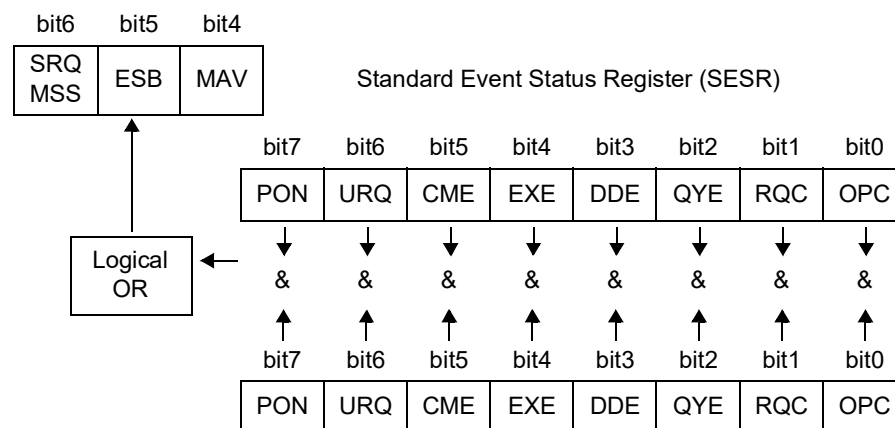 bit6 bit5 bit4
SRQ MSS ESB MAV
Standard Event Status Register (SESR)
bit7 bit6 bit5 bit4 bit3 bit2 bit1 bit0
PON URQ CME EXE DDE QYE RQC OPC
Logical OR
& & & & & & & &
bit7 bit6 bit5 bit4 bit3 bit2 bit1 bit0
PON URQ CME EXE DDE QYE RQC OPC